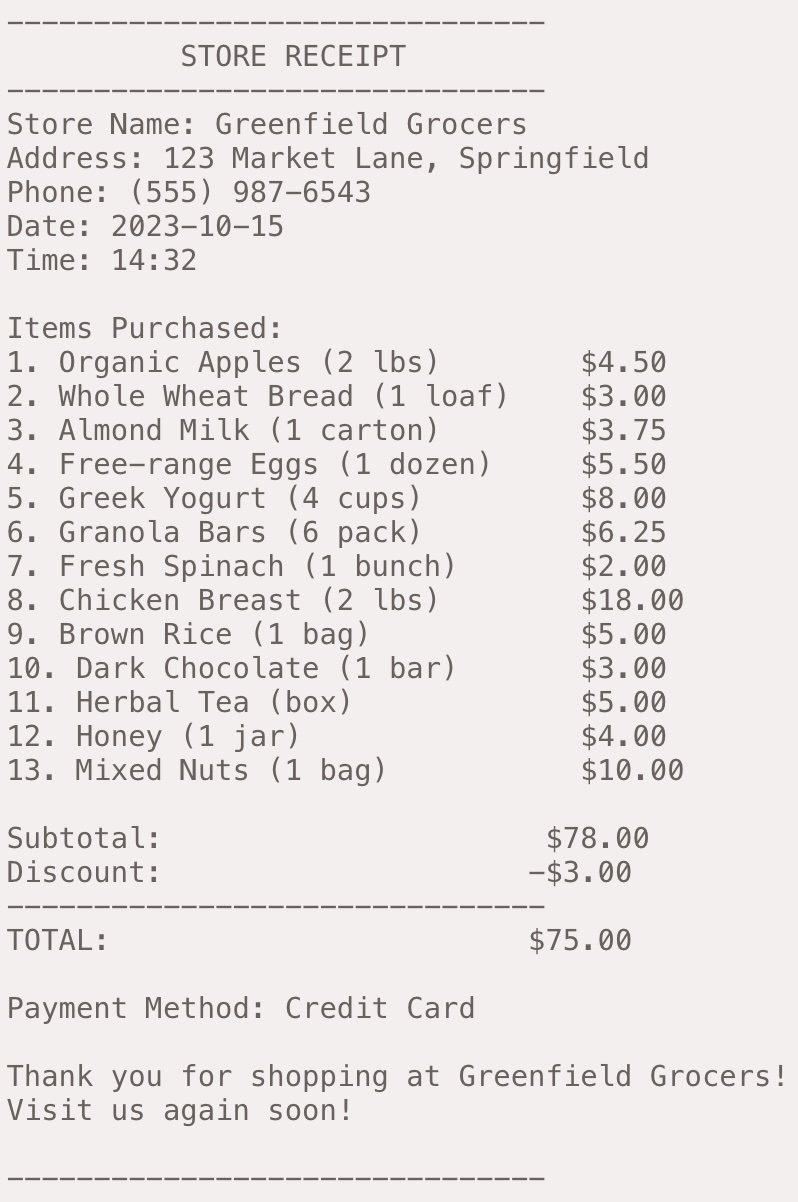 -------------------------------
STORE RECEIPT
-------------------------------
Store Name: Greenfield Grocers
Address: 123 Market Lane, Springfield
Phone: (555) 987-6543
Date: 2023-10-15
Time: 14:32

Items Purchased:
1. Organic Apples (2 lbs)        $4.50
2. Whole Wheat Bread (1 loaf)    $3.00
3. Almond Milk (1 carton)        $3.75
4. Free-range Eggs (1 dozen)     $5.50
5. Greek Yogurt (4 cups)         $8.00
6. Granola Bars (6 pack)         $6.25
7. Fresh Spinach (1 bunch)       $2.00
8. Chicken Breast (2 lbs)        $18.00
9. Brown Rice (1 bag)            $5.00
10. Dark Chocolate (1 bar)       $3.00
11. Herbal Tea (box)             $5.00
12. Honey (1 jar)                $4.00
13. Mixed Nuts (1 bag)           $10.00

Subtotal:                      $78.00
Discount:                     -$3.00
-------------------------------
TOTAL:                        $75.00

Payment Method: Credit Card

Thank you for shopping at Greenfield Grocers!
Visit us again soon!

-------------------------------